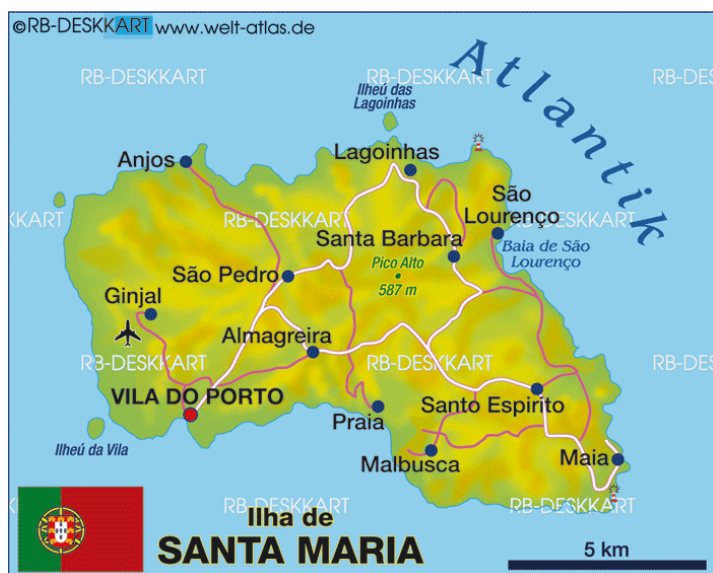 ©RB-DESKKART www.welt-atlas.de
Atlantik
RB-DESKKART
RB-DESKKART
RB-DES
Ilheú das
Lagoinhas
Anjos
Lagoinhas
São
Lourenço
KKART
RB-DESKKART
RB-DESKKART
Santa Barbara
Baia de São
Lourenço
São Pedro
Pico Alto
587 m
Ginjal
Almagreira
RB-DESKKART
RB-DESKKART
RB-DES
VILA DO PORTO
Praia
Santo Espirito
Ilheú da Vila
Malbusca
Maia
RB-DESKKART
RB-DESKKART
Ilha de
SANTA MARIA
5 km